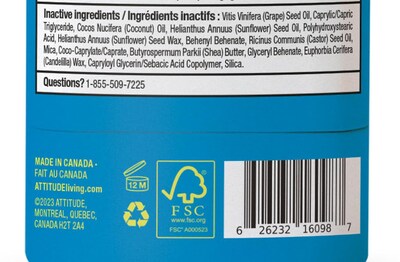 Inactive ingredients / Ingrédients inactifs : Vitis Vinifera (Grape) Seed Oil, Caprylic/Capric
Triglyceride, Cocos Nucifera (Coconut) Oil, Helianthus Annuus (Sunflower) Seed Oil, Polyhydroxystearic
Acid, Helianthus Annuus (Sunflower) Seed Wax, Behenyl Behenate, Ricinus Communis (Castor) Seed Oil,
Mica, Coco-Caprylate/Caprate, Butyrospermum Parkii (Shea) Butter, Glyceryl Behenate, Euphorbia Cerifera
(Candelilla) Wax, Capryloyl Glycerin/Sebacic Acid Copolymer, Silica.
Questions? 1-855-509-7225
MADE IN CANADA -
FAIT AU CANADA
ATTITUDEliving.com
©2023 ATTITUDE,
MONTREAL, QUEBEC,
CANADA H2T 2A4
12 M
FSC
www.fsc.org
FSC® A000523
6 26232 16098 7